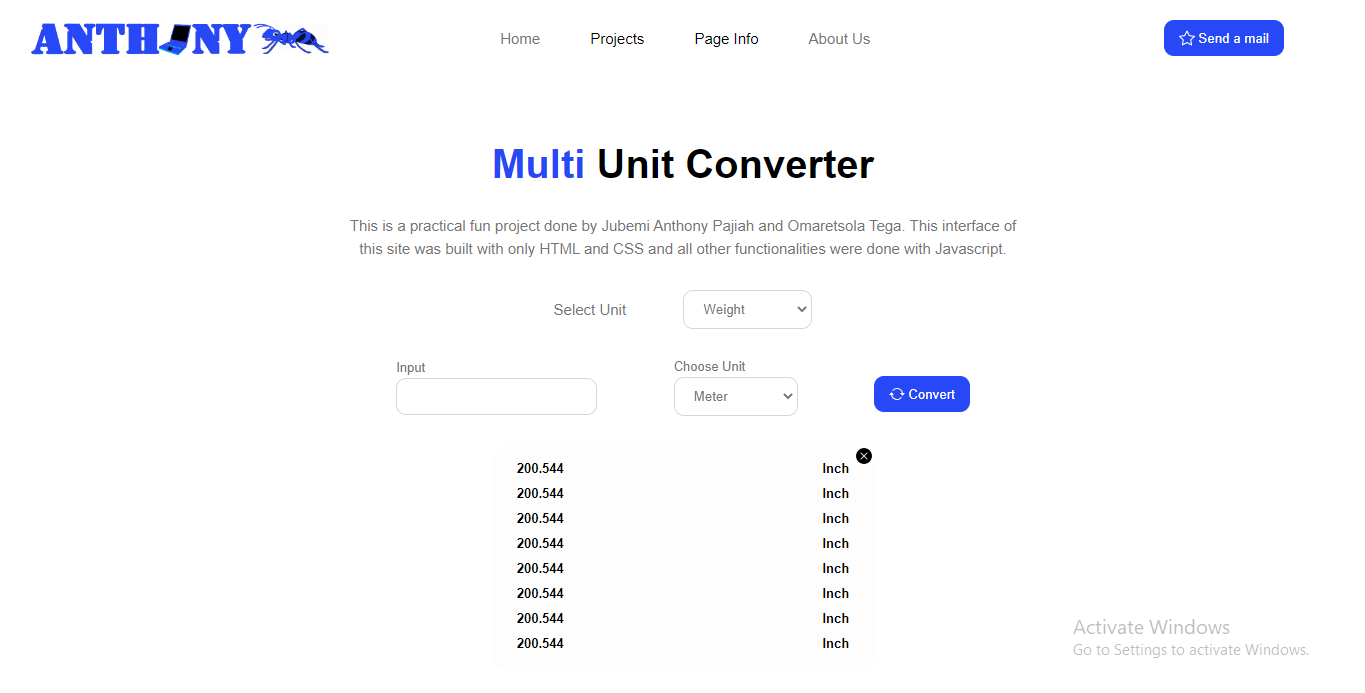 ANTHONY
Home Projects Page Info About Us
Send a mail
Multi Unit Converter
This is a practical fun project done by Jubemi Anthony Pajiah and Omaretsola Tega. This interface of
this site was built with only HTML and CSS and all other functionalities were done with Javascript.
Select Unit Weight
Input
Choose Unit
Meter
Convert
200.544 Inch
200.544 Inch
200.544 Inch
200.544 Inch
200.544 Inch
200.544 Inch
200.544 Inch
200.544 Inch
Activate Windows
Go to Settings to activate Windows.